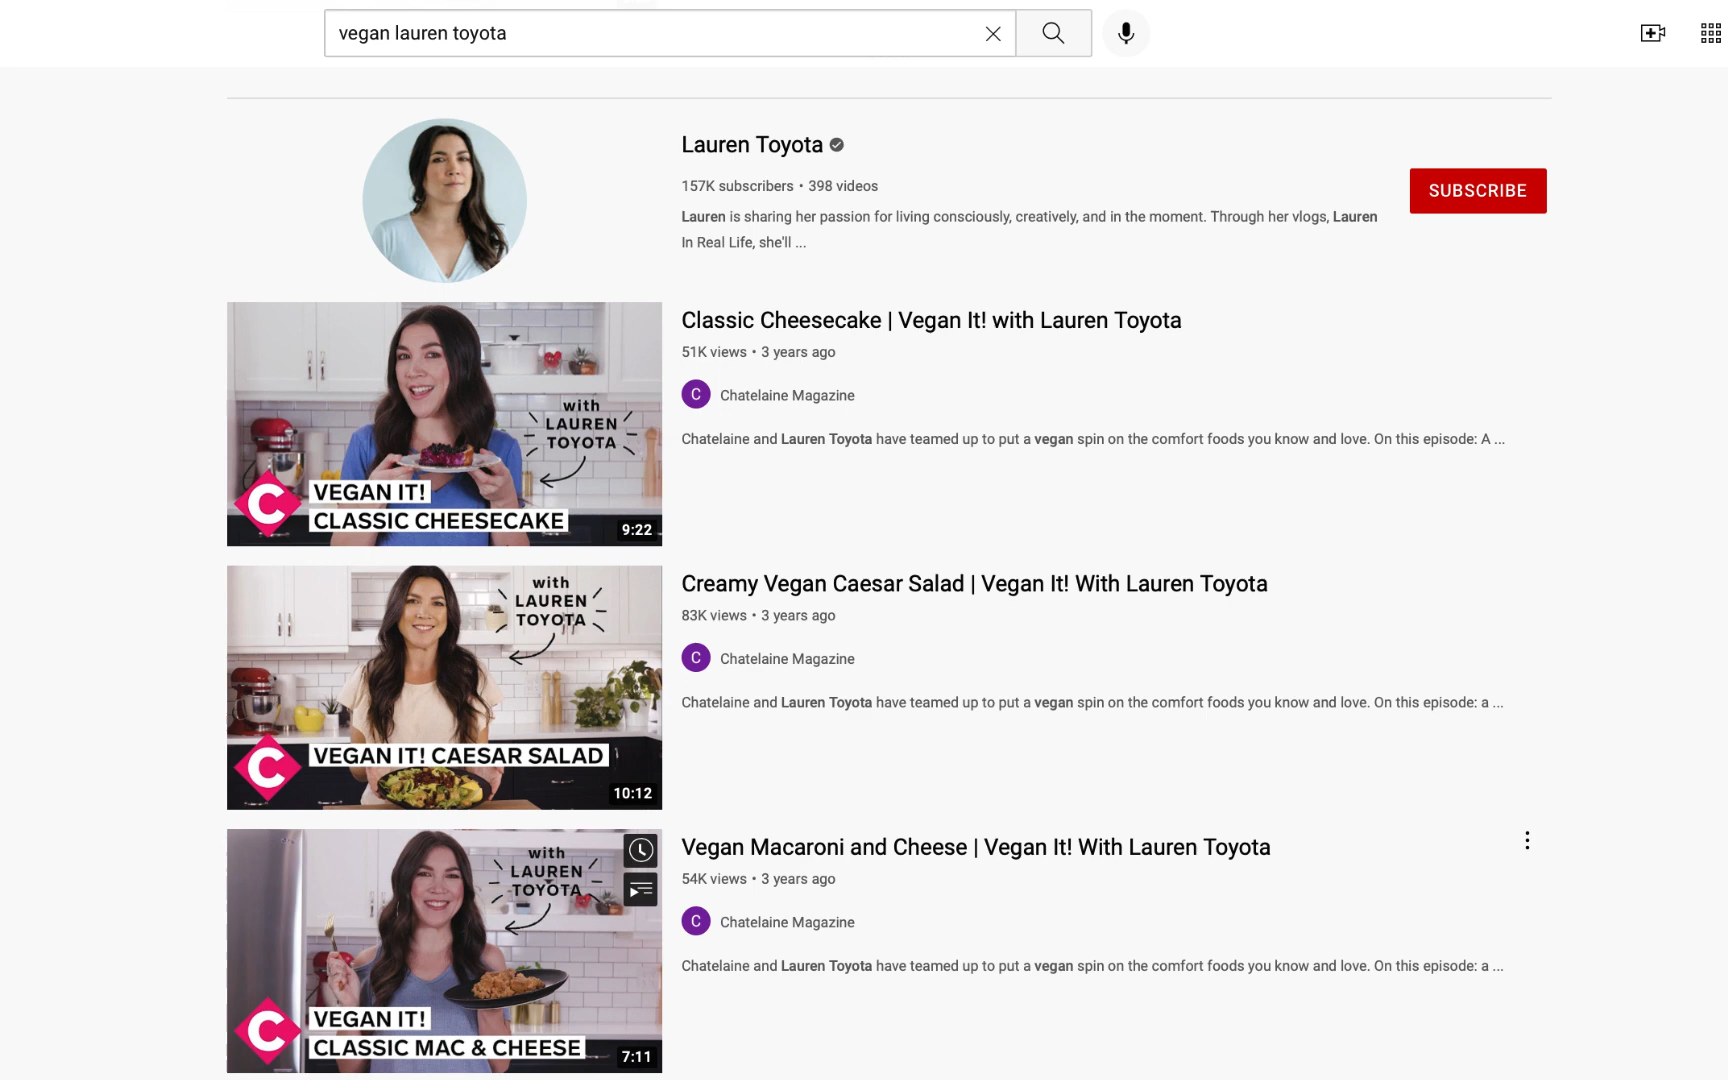 vegan lauren toyota
Lauren Toyota
157K subscribers • 398 videos
SUBSCRIBE
Lauren is sharing her passion for living consciously, creatively, and in the moment. Through her vlogs, Lauren
In Real Life, she'll ...
with
LAUREN
TOYOTA
C
VEGAN IT!
CLASSIC CHEESECAKE
9:22
Classic Cheesecake | Vegan It! with Lauren Toyota
51K views • 3 years ago
C
Chatelaine Magazine
Chatelaine and Lauren Toyota have teamed up to put a vegan spin on the comfort foods you know and love. On this episode: A ...
with
LAUREN
TOYOTA
C
VEGAN IT! CAESAR SALAD
10:12
Creamy Vegan Caesar Salad | Vegan It! With Lauren Toyota
83K views • 3 years ago
C
Chatelaine Magazine
Chatelaine and Lauren Toyota have teamed up to put a vegan spin on the comfort foods you know and love. On this episode: a ...
with
LAUREN
TOYOTA
C
VEGAN IT!
CLASSIC MAC & CHEESE
7:11
Vegan Macaroni and Cheese | Vegan It! With Lauren Toyota
54K views • 3 years ago
C
Chatelaine Magazine
Chatelaine and Lauren Toyota have teamed up to put a vegan spin on the comfort foods you know and love. On this episode: a ...